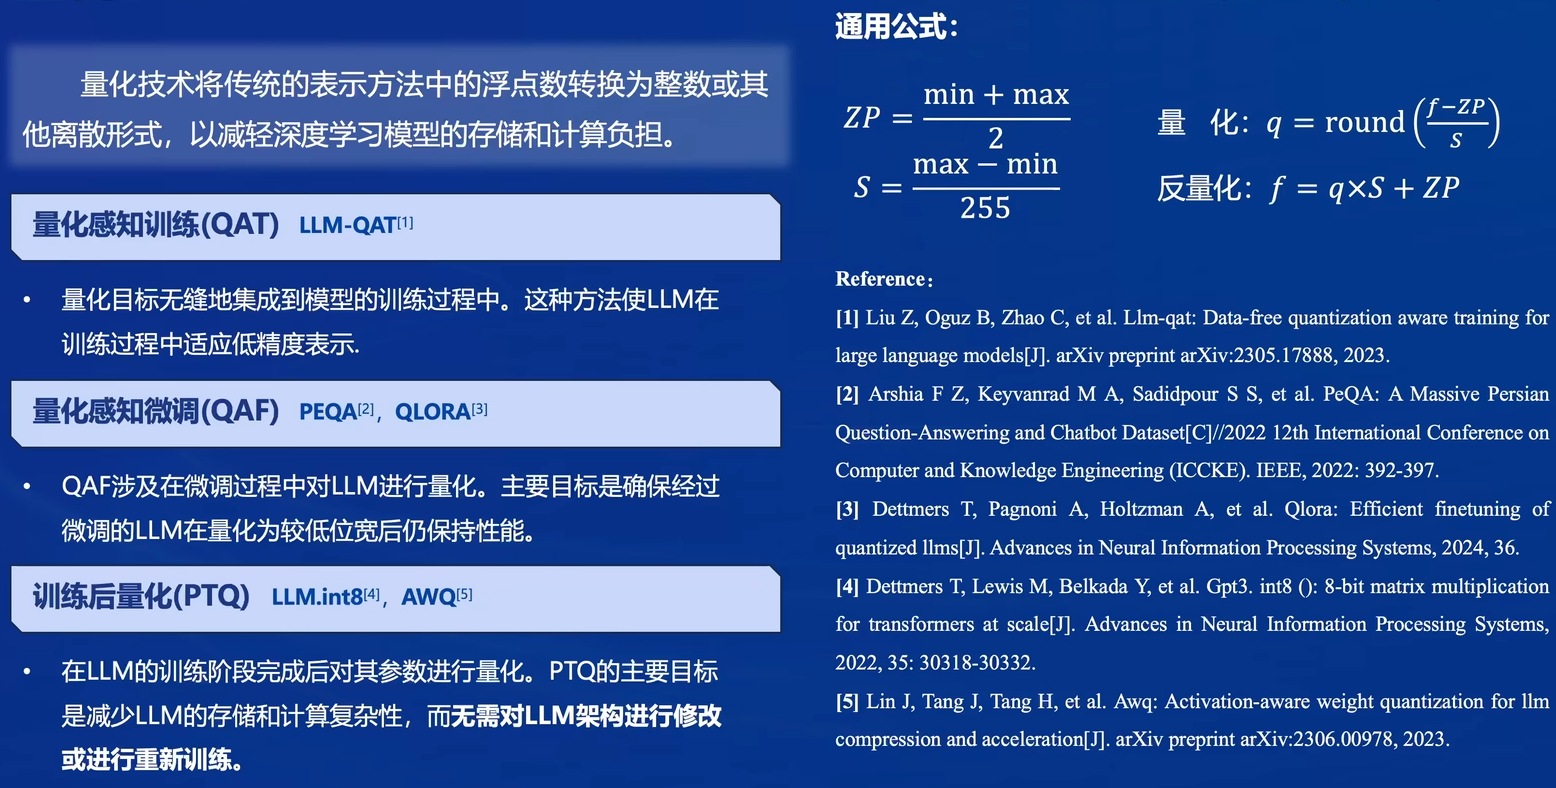 量化技术将传统的表示方法中的浮点数转换为整数或其
他离散形式，以减轻深度学习模型的存储和计算负担。
量化感知训练(QAT) LLM-QAT[1]
• 量化目标无缝地集成到模型的训练过程中。这种方法使LLM在
训练过程中适应低精度表示.
量化感知微调(QAF) PEQA[2]，QLORA[3]
• QAF涉及在微调过程中对LLM进行量化。主要目标是确保经过
微调的LLM在量化为较低位宽后仍保持性能。
训练后量化(PTQ) LLM.int8[4]，AWQ[5]
• 在LLM的训练阶段完成后对其参数进行量化。PTQ的主要目标
是减少LLM的存储和计算复杂性，而无需对LLM架构进行修改
或进行重新训练。
通用公式：
ZP = (min + max) / 2
S = (max − min) / 255
量 化：q = round((f−ZP)/S)
反量化：f = q×S + ZP
Reference：
[1] Liu Z, Oguz B, Zhao C, et al. Llm-qat: Data-free quantization aware training for
large language models[J]. arXiv preprint arXiv:2305.17888, 2023.
[2] Arshia F Z, Keyvanrad M A, Sadidpour S S, et al. PeQA: A Massive Persian
Question-Answering and Chatbot Dataset[C]//2022 12th International Conference on
Computer and Knowledge Engineering (ICCKE). IEEE, 2022: 392-397.
[3] Dettmers T, Pagnoni A, Holtzman A, et al. Qlora: Efficient finetuning of
quantized llms[J]. Advances in Neural Information Processing Systems, 2024, 36.
[4] Dettmers T, Lewis M, Belkada Y, et al. Gpt3. int8 (): 8-bit matrix multiplication
for transformers at scale[J]. Advances in Neural Information Processing Systems,
2022, 35: 30318-30332.
[5] Lin J, Tang J, Tang H, et al. Awq: Activation-aware weight quantization for llm
compression and acceleration[J]. arXiv preprint arXiv:2306.00978, 2023.